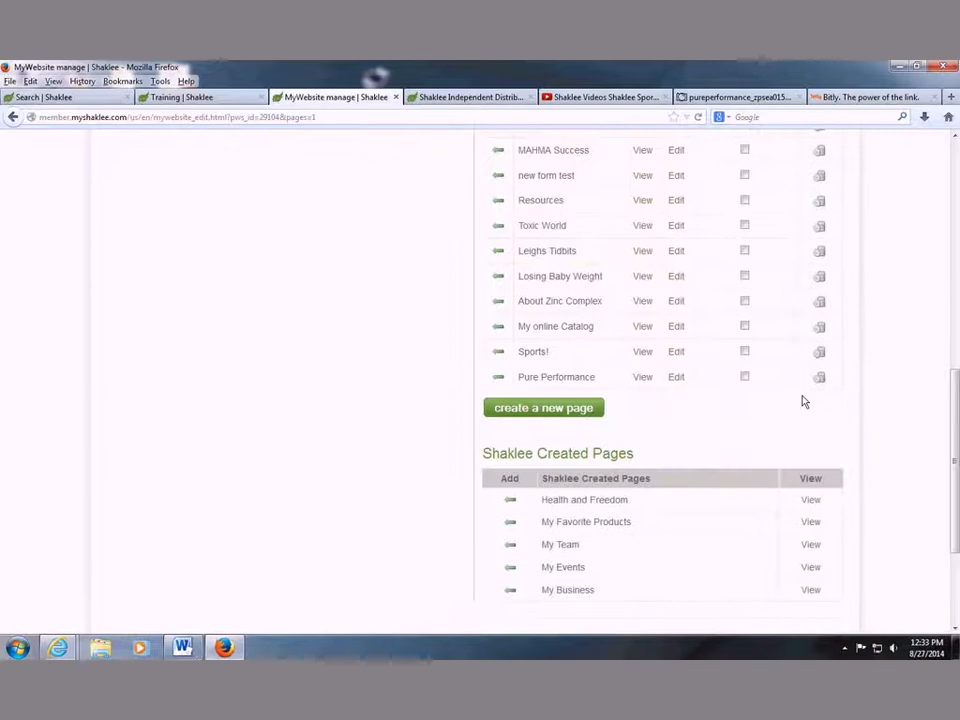 MyWebsite manage | Shaklee - Mozilla Firefox
File Edit View History Bookmarks Tools Help
Search | Shaklee × Training | Shaklee × MyWebsite manage | Shaklee × Shaklee Independent Distrib... × Shaklee Videos Shaklee Spor... × pureperformance_zpsea015... × Bitly. The power of the link. × +
member.myshaklee.com/us/en/mywebsite_edit.html?pws_id=29104&pages=1 Google
MAHMA Success View Edit
new form test View Edit
Resources View Edit
Toxic World View Edit
Leighs Tidbits View Edit
Losing Baby Weight View Edit
About Zinc Complex View Edit
My online Catalog View Edit
Sports! View Edit
Pure Performance View Edit
create a new page
Shaklee Created Pages
Add Shaklee Created Pages View
Health and Freedom View
My Favorite Products View
My Team View
My Events View
My Business View
12:33 PM
8/27/2014